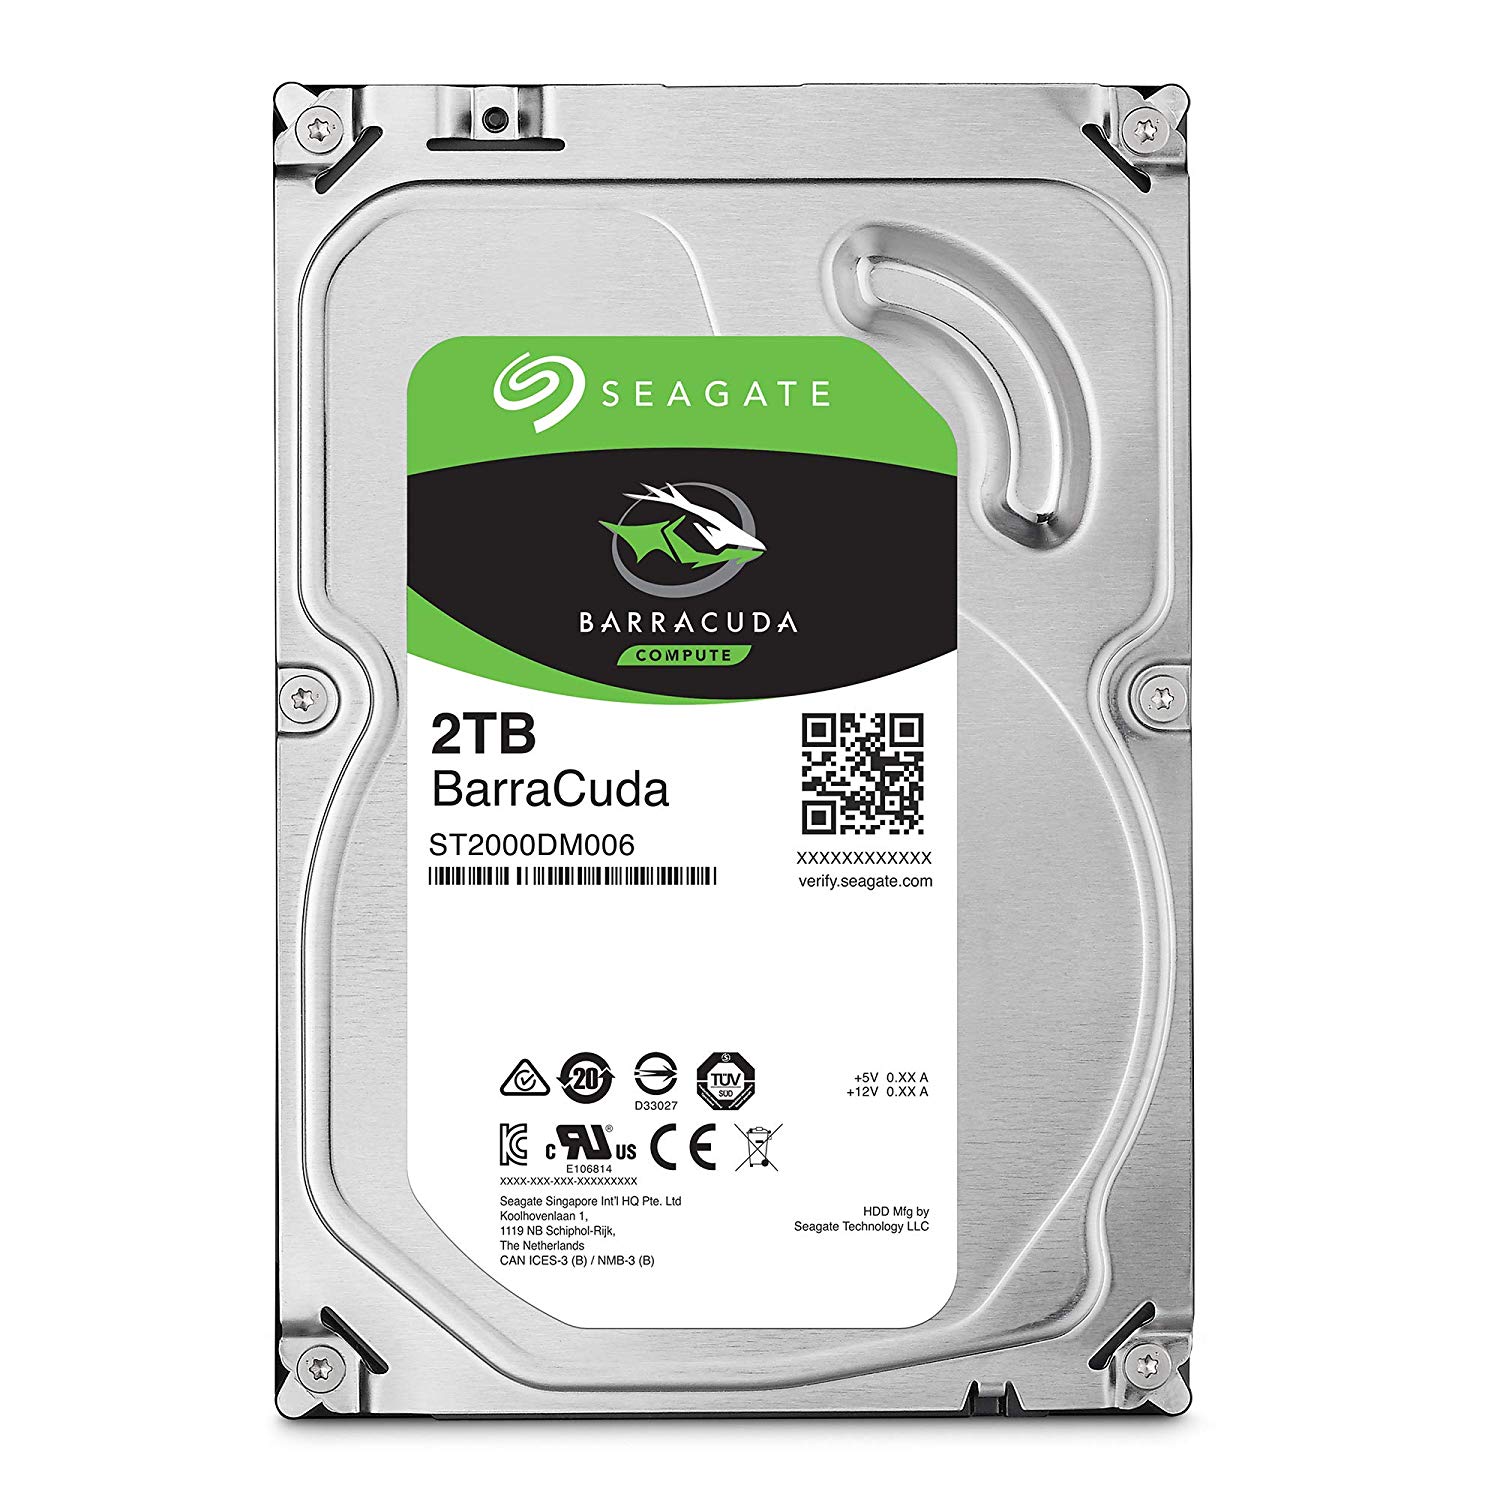 SEAGATE
BARRACUDA
COMPUTE
2TB
BarraCuda
ST2000DM006
XXXXXXXXXXXX
verify.seagate.com
20
D33027
TÜV
SÜD
+5V 0.XX A
+12V 0.XX A
C RU ® US
E106814
CE
XXXX-XXX-XXX-XXXXXXXXX
Seagate Singapore Int'l HQ Pte. Ltd
Koolhovenlaan 1,
1119 NB Schiphol-Rijk,
The Netherlands
CAN ICES-3 (B) / NMB-3 (B)
HDD Mfg by
Seagate Technology LLC